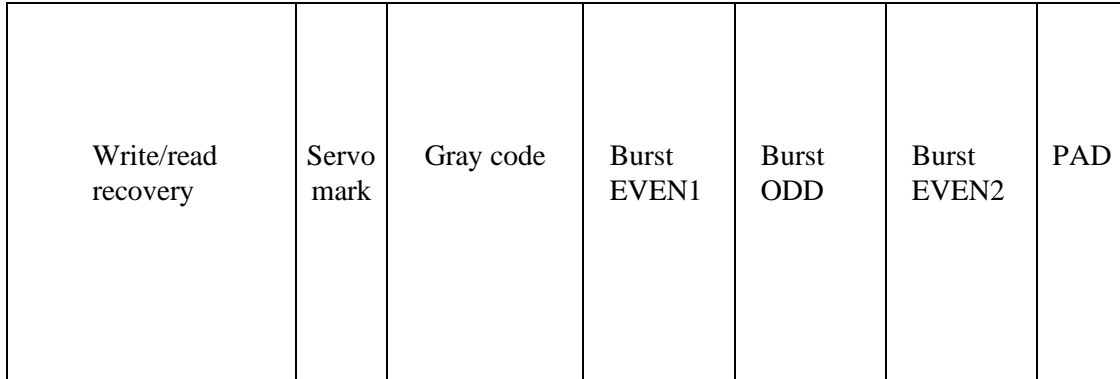 Write/read
recovery
Servo
mark
Gray code
Burst
EVEN1
Burst
ODD
Burst
EVEN2
PAD